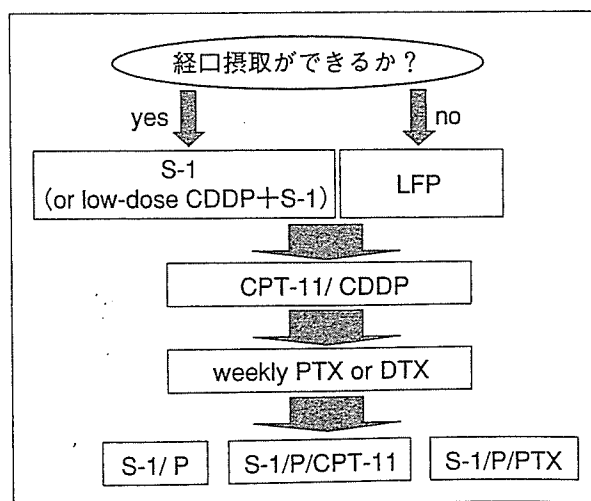 経口摂取ができるか？
yes
no
S-1
(or low-dose CDDP＋S-1)
LFP
CPT-11/ CDDP
weekly PTX or DTX
S-1/ P
S-1/P/CPT-11
S-1/P/PTX